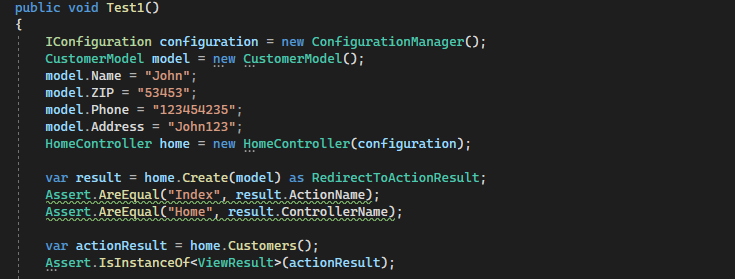 public void Test1()
{
IConfiguration configuration = new ConfigurationManager();
CustomerModel model = new CustomerModel();
model.Name = "John";
model.ZIP = "53453";
model.Phone = "123454235";
model.Address = "John123";
HomeController home = new HomeController(configuration);
var result = home.Create(model) as RedirectToActionResult;
Assert.AreEqual("Index", result.ActionName);
Assert.AreEqual("Home", result.ControllerName);
var actionResult = home.Customers();
Assert.IsInstanceOf<ViewResult>(actionResult);